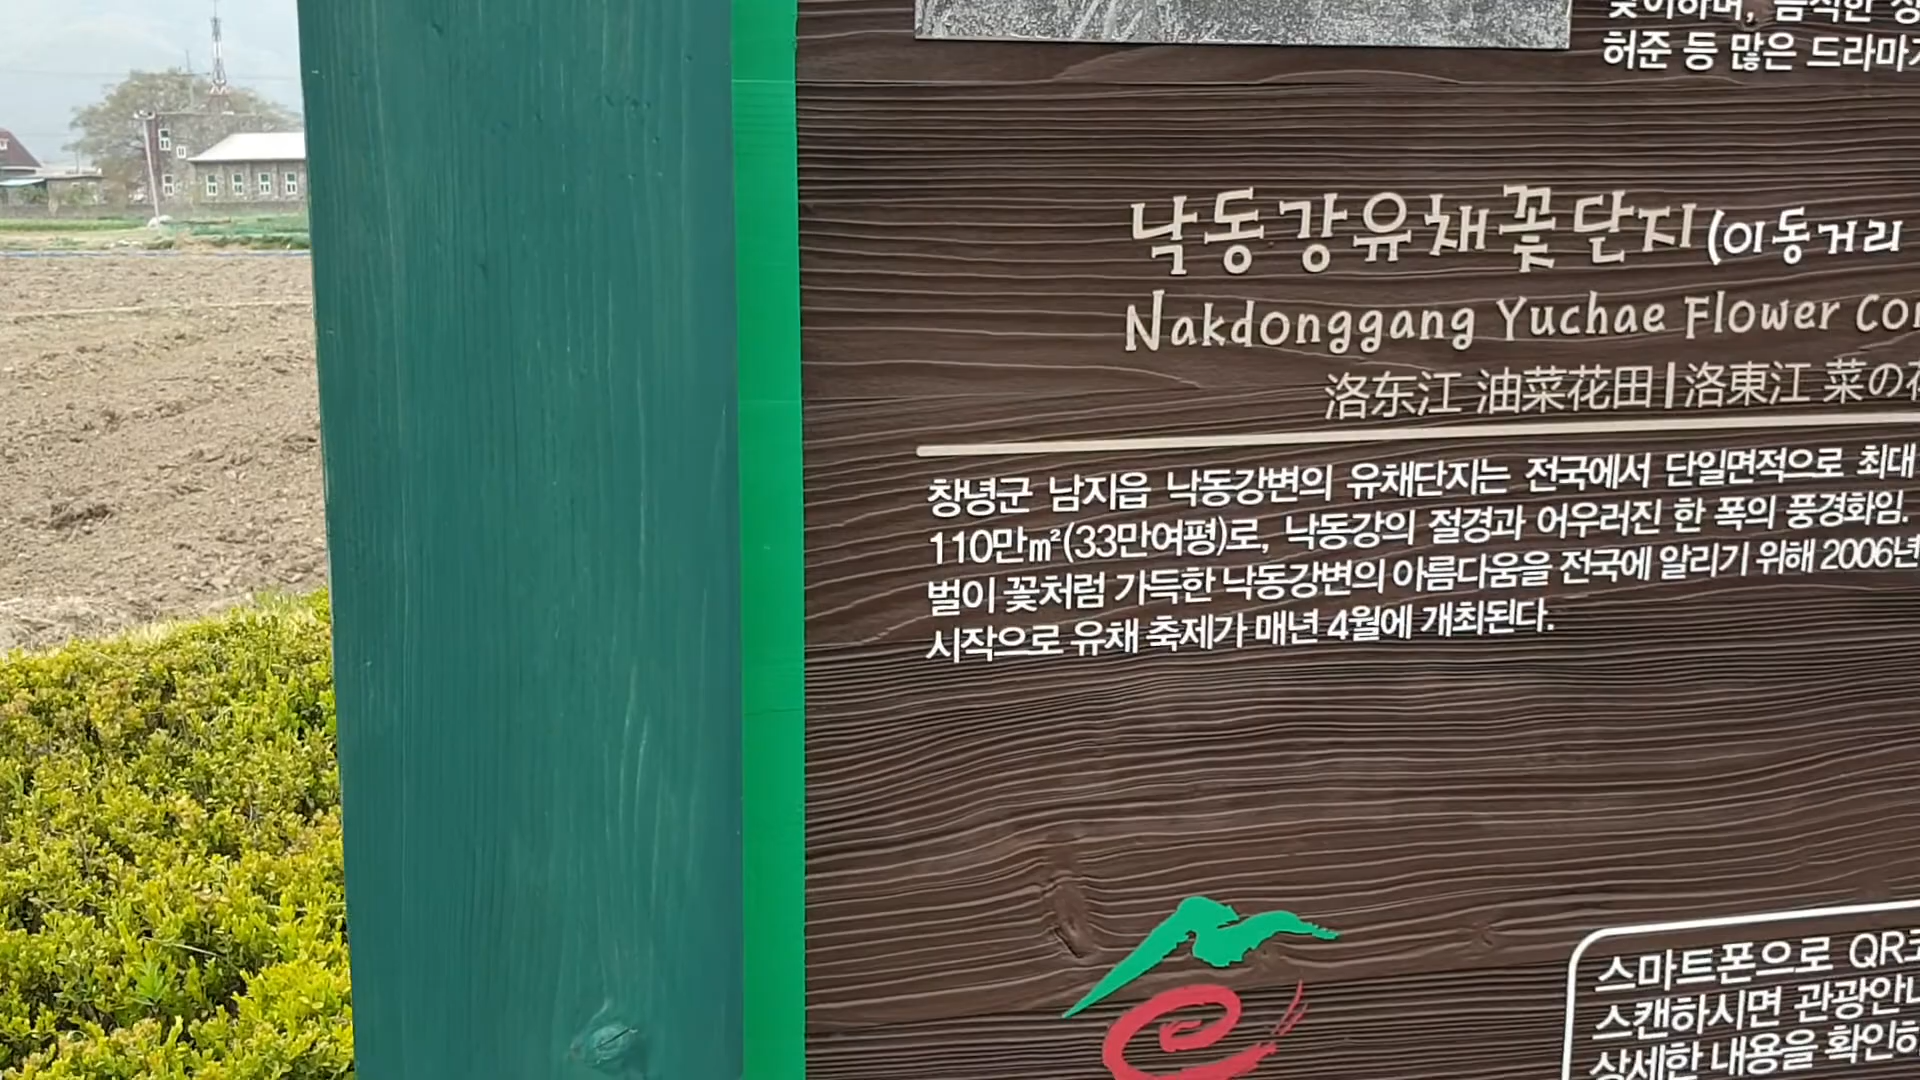 허준 등 많은 드라마
낙동강유채꽃단지(이동거리
Nakdonggang Yuchae Flower
洛东江 油菜花田|洛東江 菜の
창녕군 남지읍 낙동강변의 유채단지는 전국에서 단일면적으로 최대
110만㎡(33만여평)로, 낙동강의 절경과 어우러진 한 폭의 풍경화임.
벌이 꽃처럼 가득한 낙동강변의 아름다움을 전국에 알리기 위해 2006년
시작으로 유채 축제가 매년 4월에 개최된다.
스마트폰으로 QR
스캔하시면 관광안
상세한 내용을 확인